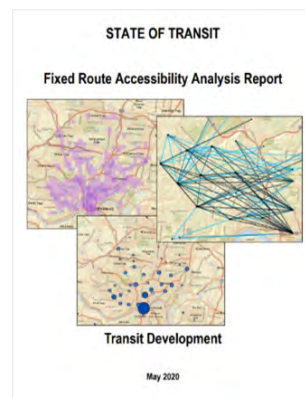 STATE OF TRANSIT
Fixed Route Accessibility Analysis Report
Transit Development
May 2020